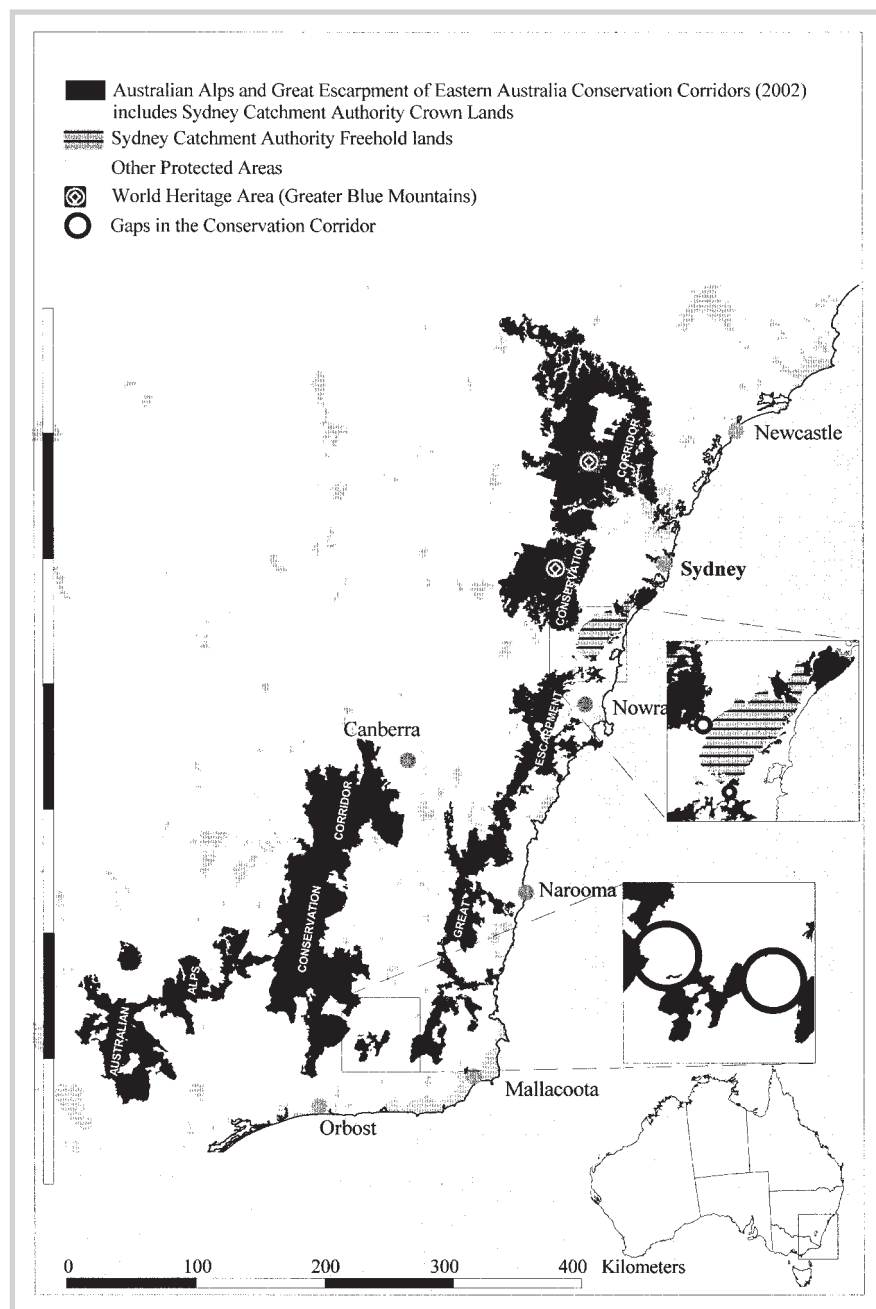 Australian Alps and Great Escarpment of Eastern Australia Conservation Corridors (2002)
includes Sydney Catchment Authority Crown Lands
Sydney Catchment Authority Freehold lands
Other Protected Areas
World Heritage Area (Greater Blue Mountains)
Gaps in the Conservation Corridor
Newcastle
CORRIDOR
Sydney
CONSERVATION
Nowra
ESCARPMENT
Canberra
CORRIDOR
Narooma
GREAT
CONSERVATION
ALPS
AUSTRALIAN
Mallacoota
Orbost
0 100 200 300 400 Kilometers